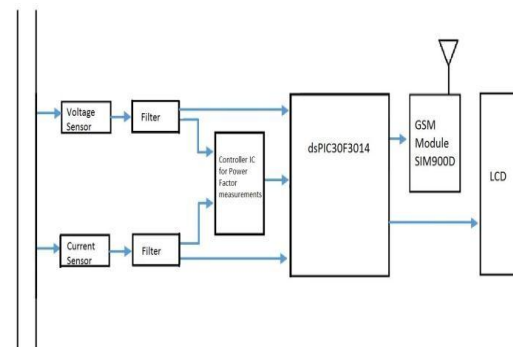 Voltage
Sensor
Filter
Controller IC
for Power
Factor
measurements
dsPIC30F3014
GSM
Module
SIM900D
LCD
Current
Sensor
Filter